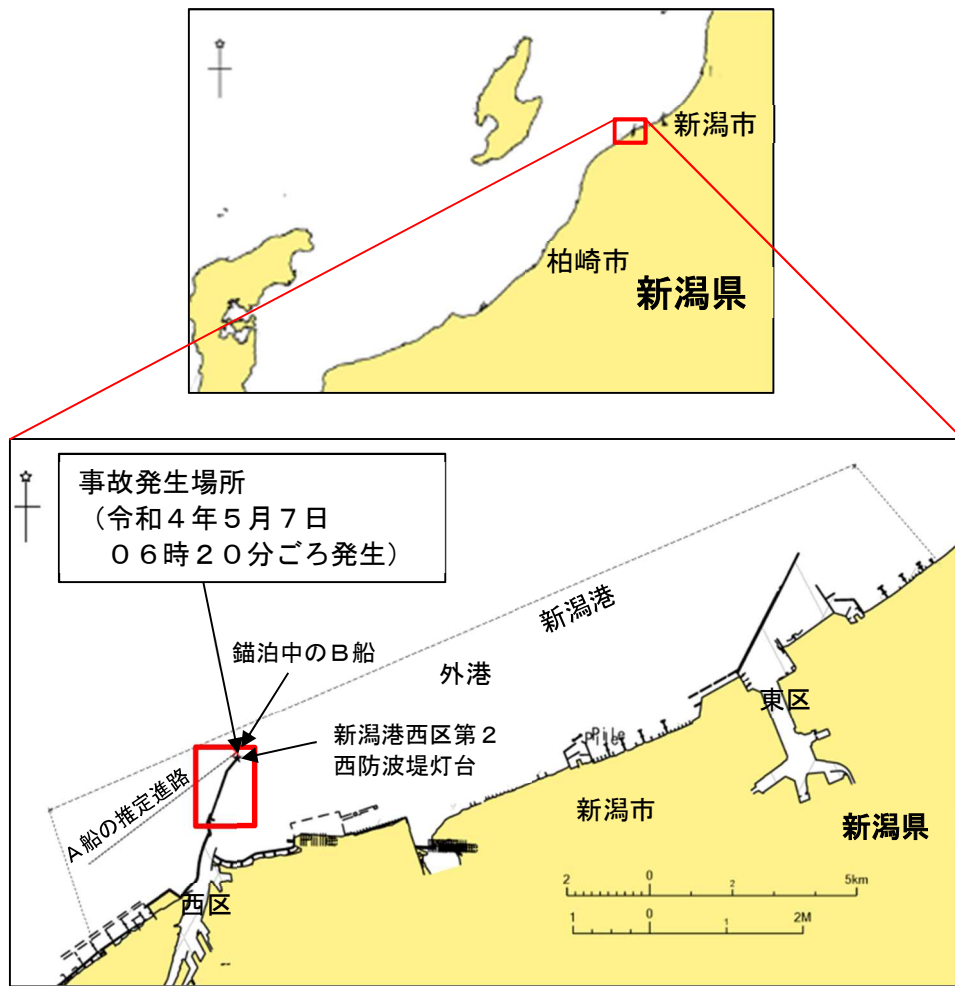 新潟市
柏崎市
新潟県
事故発生場所
（令和４年５月７日
０６時２０分ごろ発生）
新潟港
錨泊中のＢ船
外港
東区
新潟港西区第２
西防波堤灯台
Pile
Ａ船の推定進路
新潟市
新潟県
西区
2 0 2 5km
1 0 1 2M